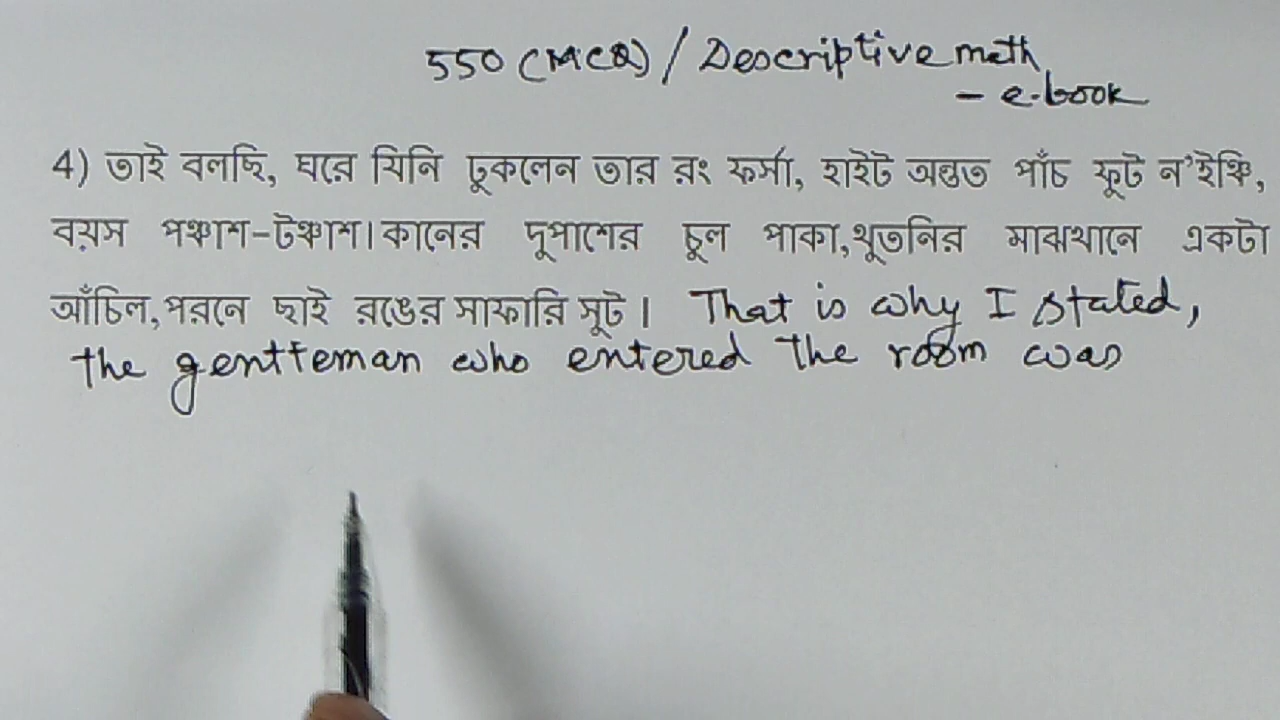 550 (MCQ) / Descriptive math
- e-book
4) তাই বলছি, ঘরে যিনি ঢুকলেন তার রং ফর্সা, হাইট অন্তত পাঁচ ফুট ন'ইঞ্চি,
বয়স পঞ্চাশ-টঞ্চাশ। কানের দুপাশের চুল পাকা,থুতনির মাঝখানে একটা
আঁচিল,পরনে ছাই রঙের সাফারি সুট। That is why I stated,
the gentleman who entered the room was